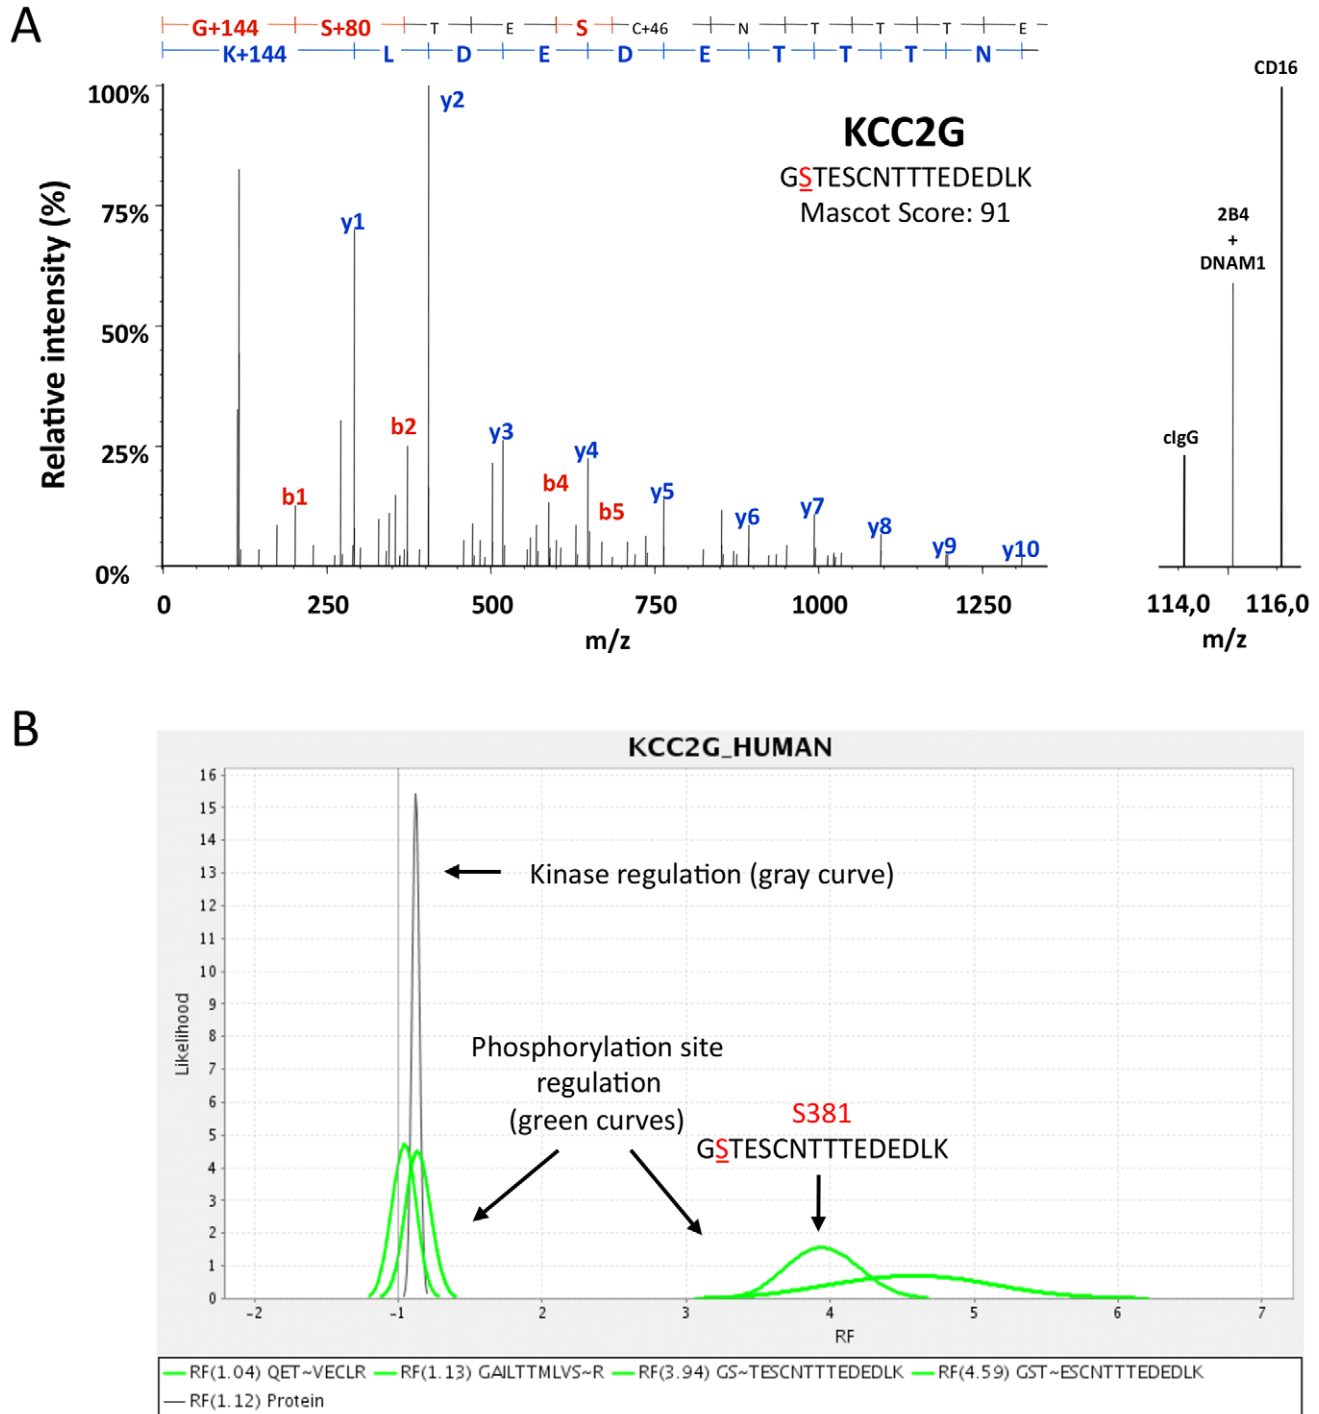 A
G+144 S+80 T E S C+46 N T T T E
K+144 L D E D E T T T N
CD16
100%
y2
KCC2G
GSTESCNTTTEDEDLK
Mascot Score: 91
75%
y1
2B4
+
DNAM1
Relative intensity (%)
50%
b2
y3
cIgG
25%
y4
b4
b1
y5
b5
y6
y7
y8
y9
y10
0%
0 250 500 750 1000 1250
114,0 116,0
m/z
m/z
B
KCC2G_HUMAN
16
15
14
13
Kinase regulation (gray curve)
12
11
10
9
8
Likelihood
7
Phosphorylation site
regulation
(green curves)
6
S381
5
GSTESCNTTTEDEDLK
4
3
2
1
0
-2 -1 2 3 4 5 6 7
RF
RF(1.04) QET~VECLR RF(1.13) GAILTTMLVS~R RF(3.94) GS~TESCNTTTEDEDLK RF(4.59) GST~ESCNTTTEDEDLK
RF(1.12) Protein